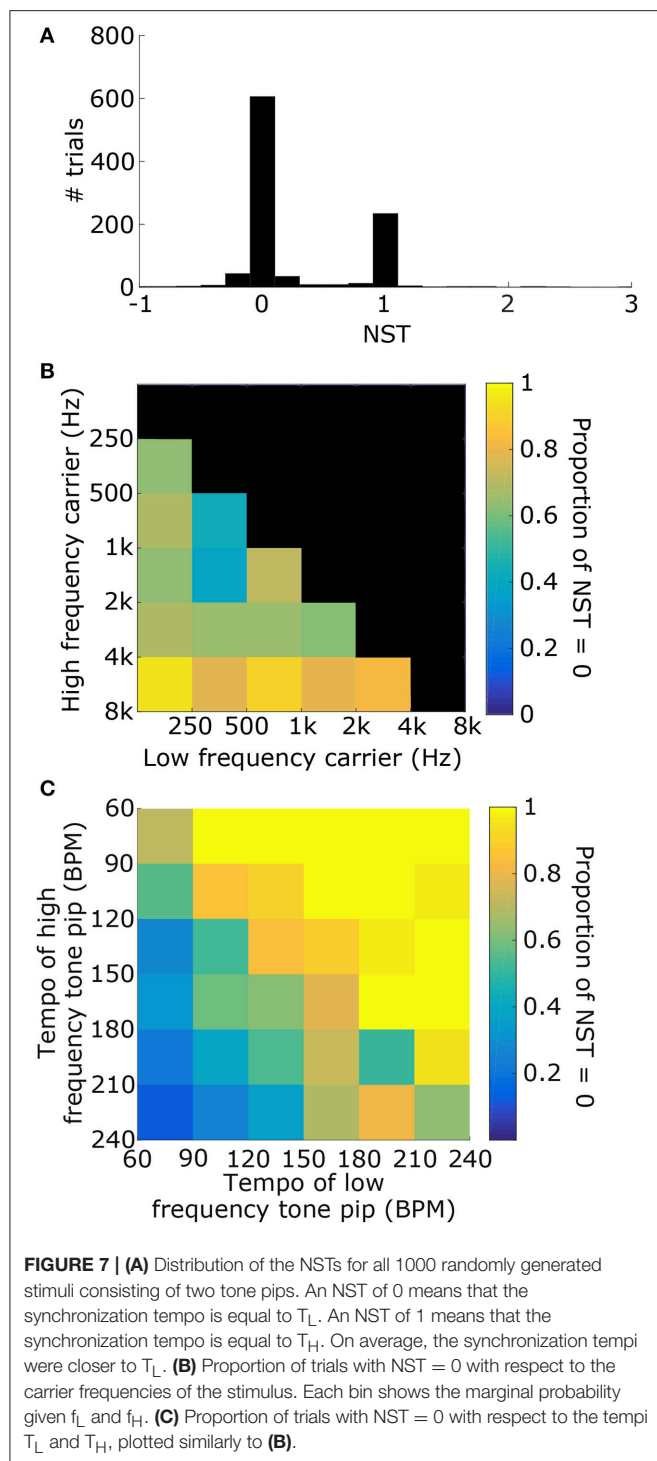 A
800
600
400
200
0
# trials
-1 0 1 2 3
NST
B
High frequency carrier (Hz)
250
500
1k
2k
4k
8k
250 500 1k 2k 4k 8k
Low frequency carrier (Hz)
1
0.8
0.6
0.4
0.2
0
Proportion of NST = 0
C
Tempo of high
frequency tone pip (BPM)
60
90
120
150
180
210
240
60 90 120 150 180 210 240
Tempo of low
frequency tone pip (BPM)
1
0.8
0.6
0.4
0.2
Proportion of NST = 0
FIGURE 7 | (A) Distribution of the NSTs for all 1000 randomly generated
stimuli consisting of two tone pips. An NST of 0 means that the
synchronization tempo is equal to T_L. An NST of 1 means that the
synchronization tempo is equal to T_H. On average, the synchronization tempi
were closer to T_L. (B) Proportion of trials with NST = 0 with respect to the
carrier frequencies of the stimulus. Each bin shows the marginal probability
given f_L and f_H. (C) Proportion of trials with NST = 0 with respect to the tempi
T_L and T_H, plotted similarly to (B).